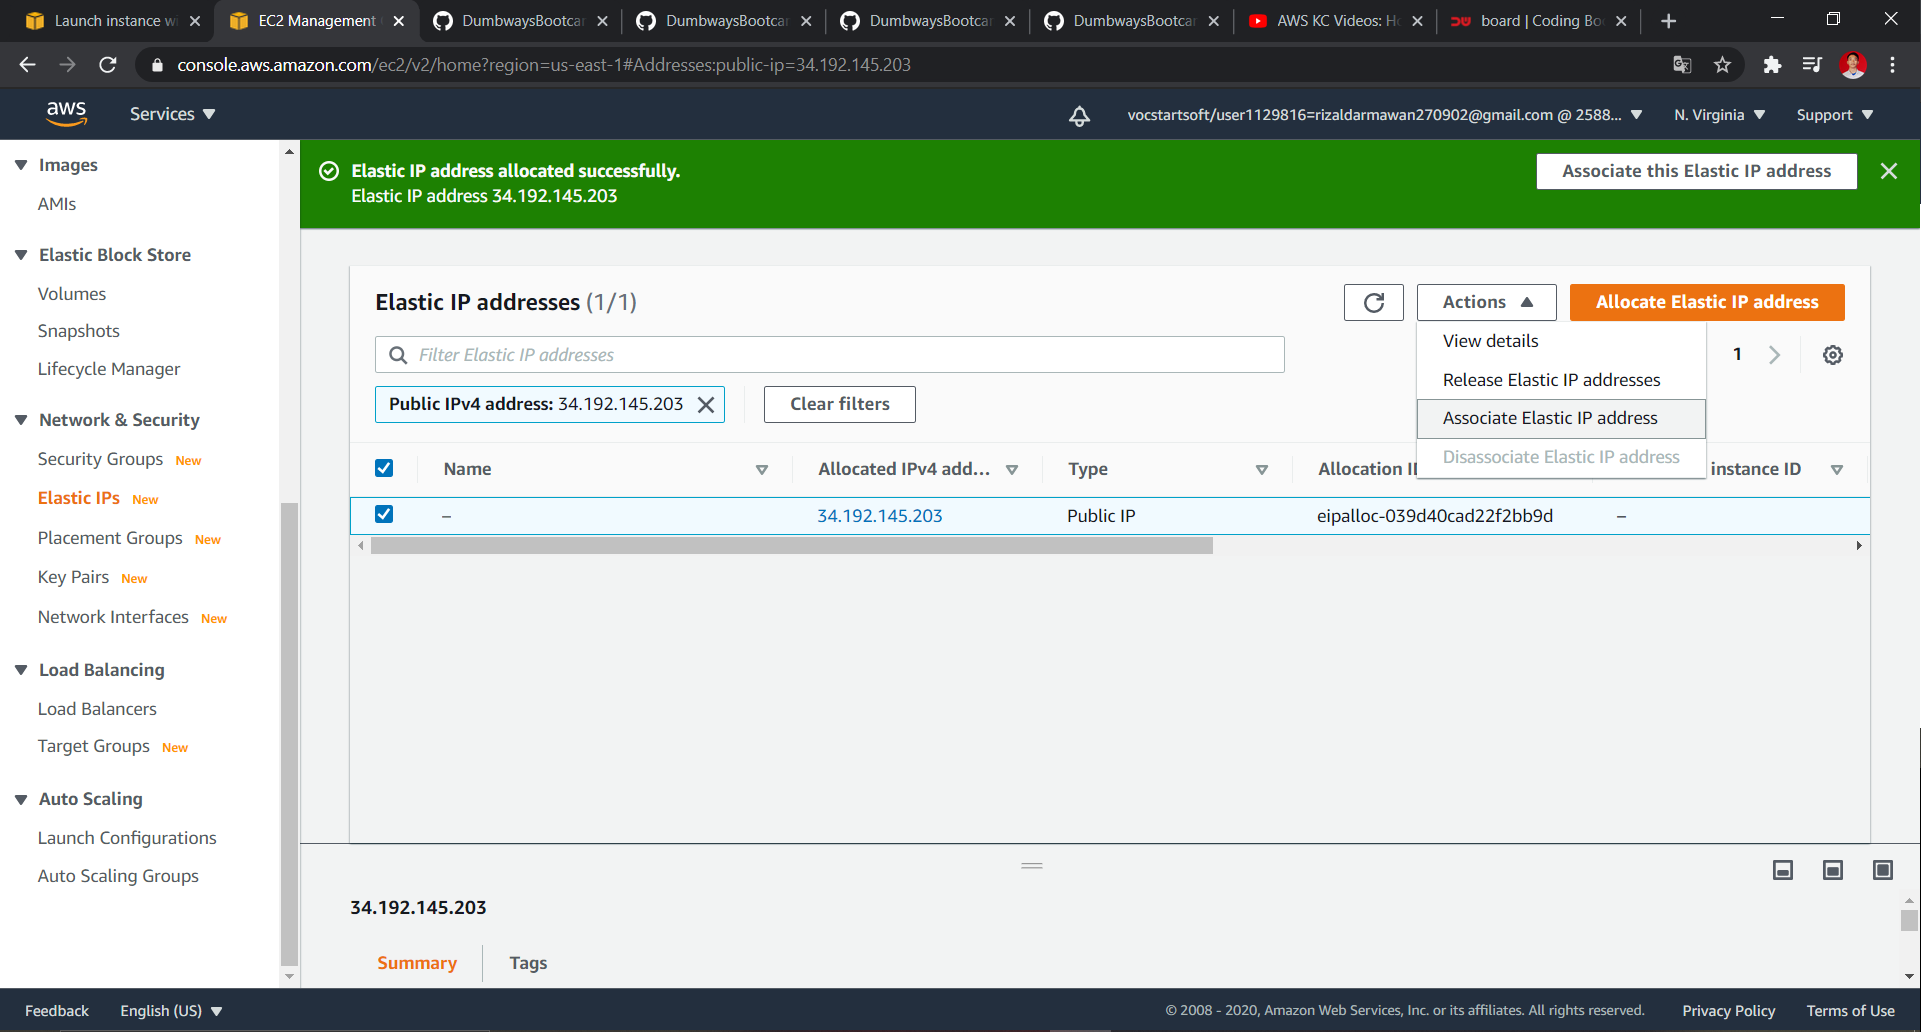 Launch instance wi
EC2 Management C
DumbwaysBootcam
DumbwaysBootcam
DumbwaysBootcam
DumbwaysBootcam
AWS KC Videos: Ho
board | Coding Boo
console.aws.amazon.com/ec2/v2/home?region=us-east-1#Addresses:public-ip=34.192.145.203
aws
Services
vocstartsoft/user1129816=rizaldarmawan270902@gmail.com @ 2588...
N. Virginia
Support
Images
AMIs
Elastic Block Store
Volumes
Snapshots
Lifecycle Manager
Network & Security
Security Groups New
Elastic IPs New
Placement Groups New
Key Pairs New
Network Interfaces New
Load Balancing
Load Balancers
Target Groups New
Auto Scaling
Launch Configurations
Auto Scaling Groups
Elastic IP address allocated successfully.
Elastic IP address 34.192.145.203
Associate this Elastic IP address
Elastic IP addresses (1/1)
Actions
Allocate Elastic IP address
Filter Elastic IP addresses
View details
Release Elastic IP addresses
Associate Elastic IP address
Disassociate Elastic IP address
1
Public IPv4 address: 34.192.145.203
Clear filters
Name
Allocated IPv4 add...
Type
Allocation ID
instance ID
–
34.192.145.203
Public IP
eipalloc-039d40cad22f2bb9d
–
34.192.145.203
Summary
Tags
Feedback
English (US)
© 2008 - 2020, Amazon Web Services, Inc. or its affiliates. All rights reserved.
Privacy Policy
Terms of Use